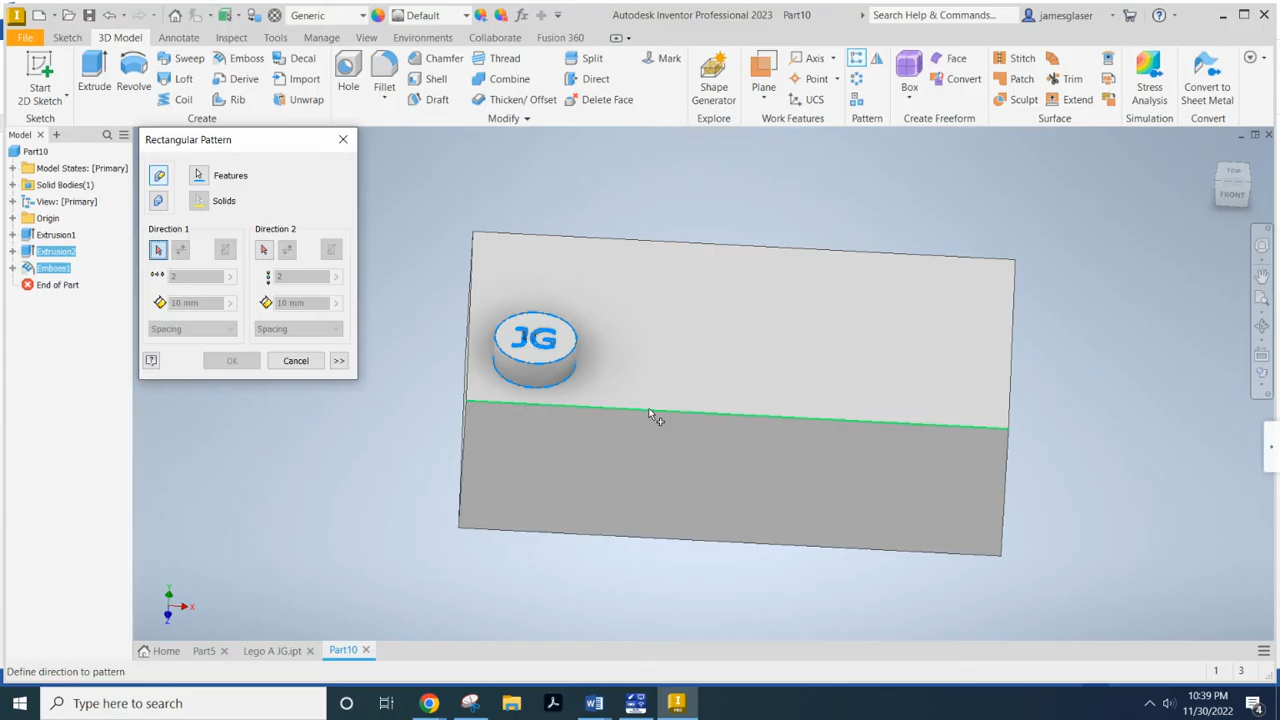 Generic
Default
Autodesk Inventor Professional 2023 Part10
Search Help & Commands...
jamesglaser
File Sketch 3D Model Annotate Inspect Tools Manage View Environments Collaborate Fusion 360
Start
2D Sketch
Sketch
Extrude Revolve
Sweep Emboss Decal
Loft Derive Import
Coil Rib Unwrap
Create
Hole Fillet
Chamfer Thread Split Mark
Shell Combine Direct
Draft Thicken/ Offset Delete Face
Modify
Shape
Generator
Explore
Plane
Axis
Point
UCS
Work Features
Pattern
Box
Face
Convert
Create Freeform
Stitch
Patch Trim
Sculpt Extend
Surface
Stress
Analysis
Simulation
Convert to
Sheet Metal
Convert
Model
Part10
Model States: [Primary]
Solid Bodies(1)
View: [Primary]
Origin
Extrusion1
Extrusion2
Emboss1
End of Part
Rectangular Pattern
Features
Solids
Direction 1 Direction 2
2 2
10 mm 10 mm
Spacing Spacing
OK Cancel >>
TOP
FRONT
JG
Y
X
Z
Home Part5 Lego A JG.ipt Part10
Define direction to pattern 1 3
Type here to search
10:39 PM
11/30/2022
4